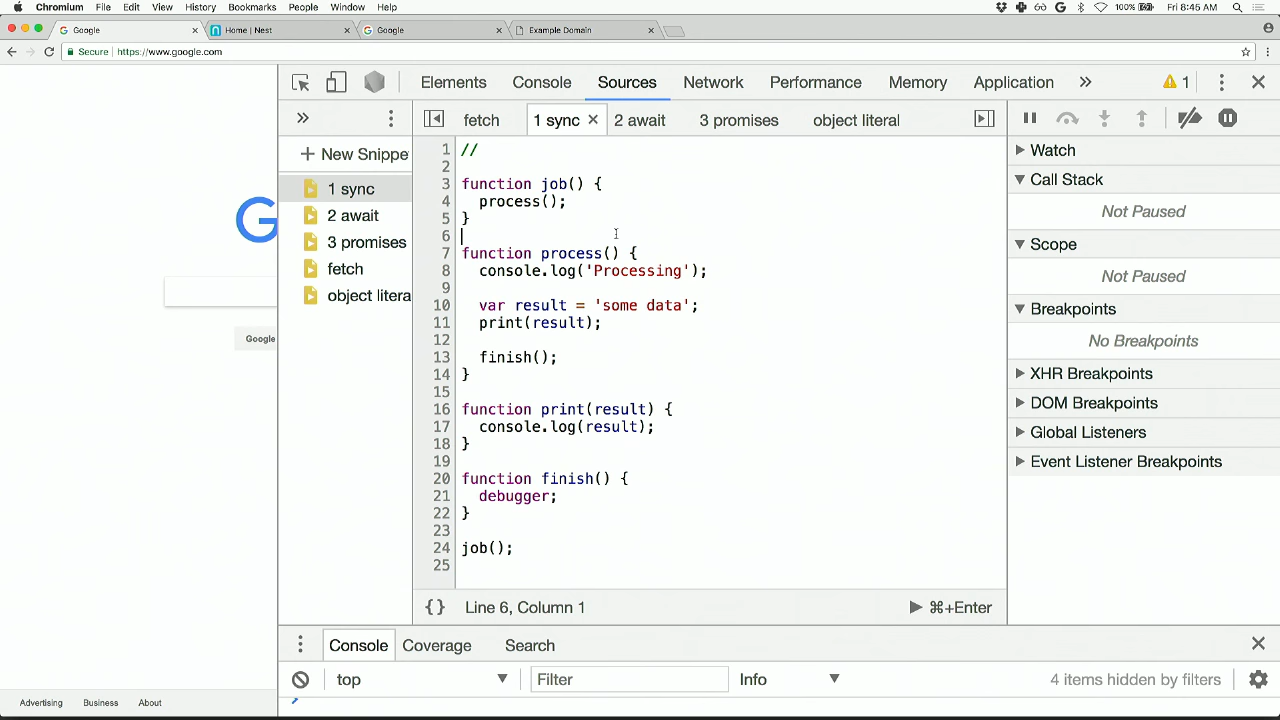 Chromium File Edit View History Bookmarks People Window Help 100% Fri 8:45 AM
Google Home | Nest Google Example Domain
Secure https://www.google.com
Elements Console Sources Network Performance Memory Application 1
fetch 1 sync 2 await 3 promises object literal
New Snippe
1 sync
2 await
3 promises
fetch
object litera
1 //
2
3 function job() {
4 process();
5 }
6
7 function process() {
8 console.log('Processing');
9
10 var result = 'some data';
11 print(result);
12
13 finish();
14 }
15
16 function print(result) {
17 console.log(result);
18 }
19
20 function finish() {
21 debugger;
22 }
23
24 job();
25
{} Line 6, Column 1 ⌘+Enter
Watch
Call Stack
Not Paused
Scope
Not Paused
Breakpoints
No Breakpoints
XHR Breakpoints
DOM Breakpoints
Global Listeners
Event Listener Breakpoints
G
Google
Console Coverage Search
top Filter Info 4 items hidden by filters
Advertising Business About